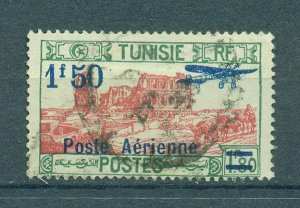 TUNISIE RF
1f50
Poste Aérienne
POSTES 1.80